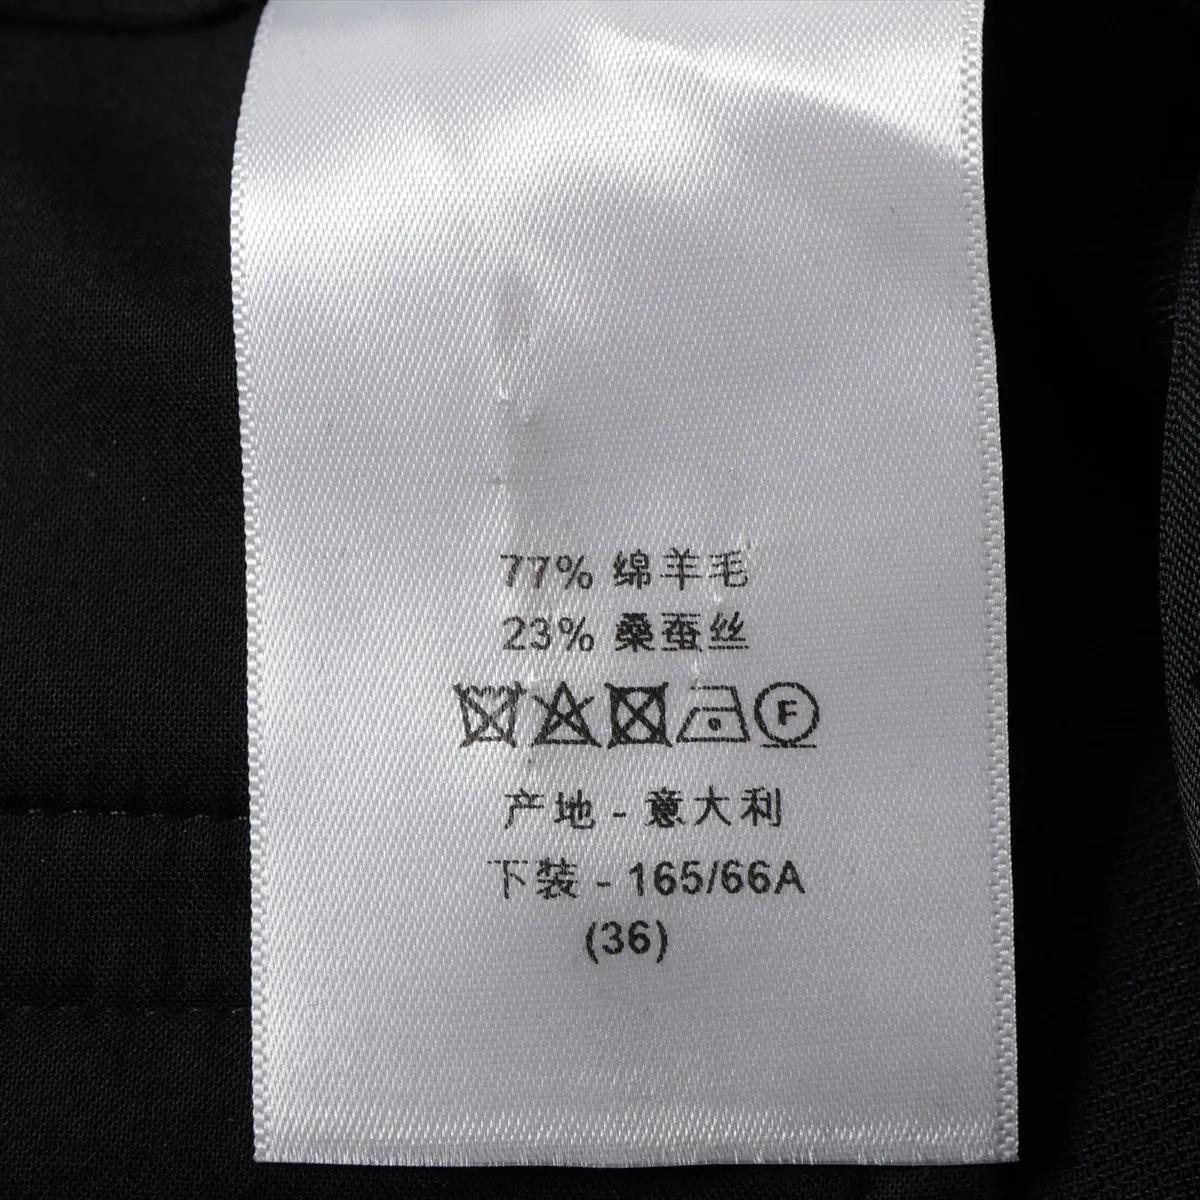 77% 绵羊毛
23% 桑蚕丝
F
产地 - 意大利
下装 - 165/66A
(36)